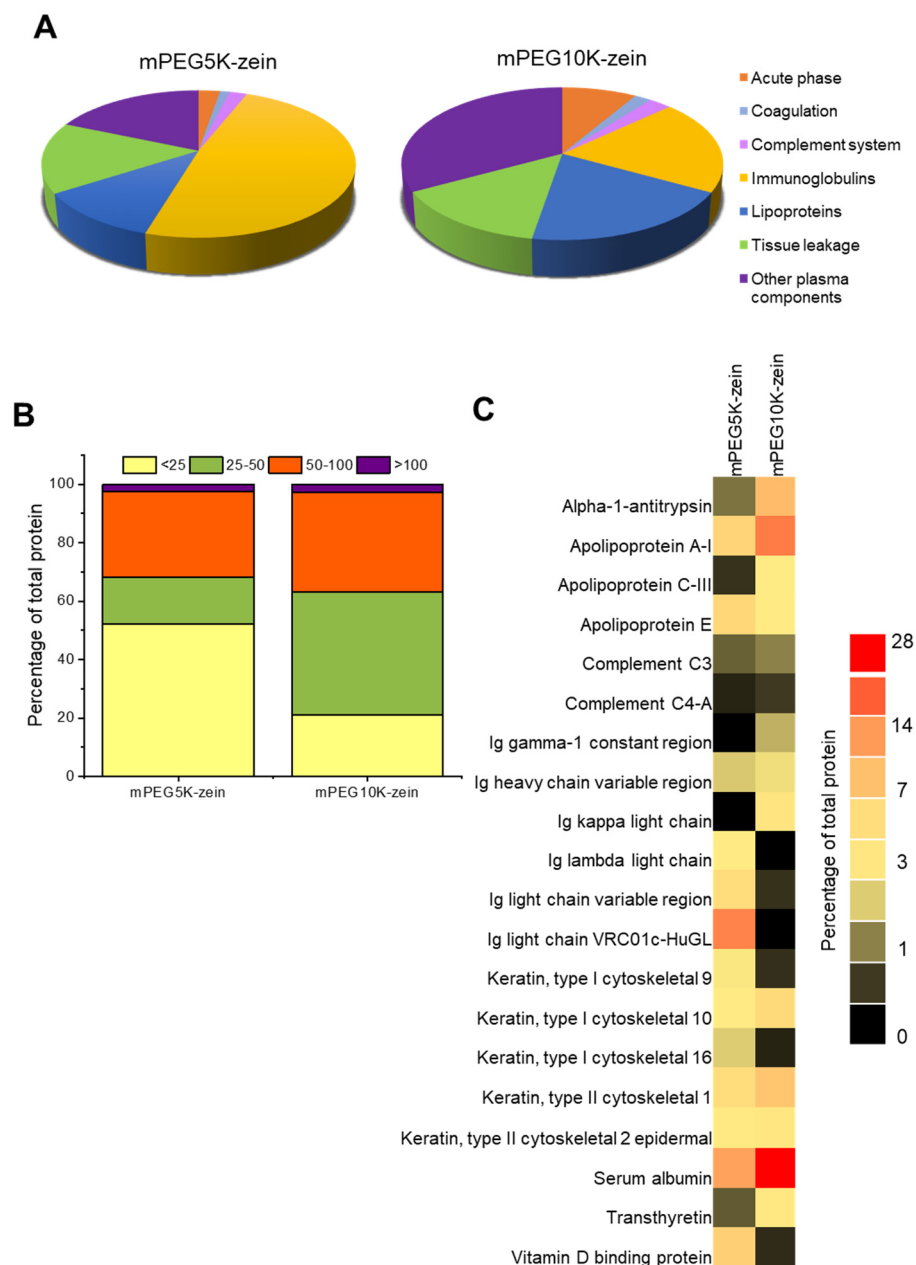 A
mPEG5K-zein
mPEG10K-zein
Acute phase
Coagulation
Complement system
Immunoglobulins
Lipoproteins
Tissue leakage
Other plasma
components
B
<25
25-50
50-100
>100
Percentage of total protein
100
80
60
40
20
0
mPEG5K-zein
mPEG10K-zein
C
mPEG5K-zein
mPEG10K-zein
Alpha-1-antitrypsin
Apolipoprotein A-I
Apolipoprotein C-III
Apolipoprotein E
Complement C3
Complement C4-A
Ig gamma-1 constant region
Ig heavy chain variable region
Ig kappa light chain
Ig lambda light chain
Ig light chain variable region
Ig light chain VRC01c-HuGL
Keratin, type I cytoskeletal 9
Keratin, type I cytoskeletal 10
Keratin, type I cytoskeletal 16
Keratin, type II cytoskeletal 1
Keratin, type II cytoskeletal 2 epidermal
Serum albumin
Transthyretin
Vitamin D binding protein
Percentage of total protein
28
14
7
3
1
0